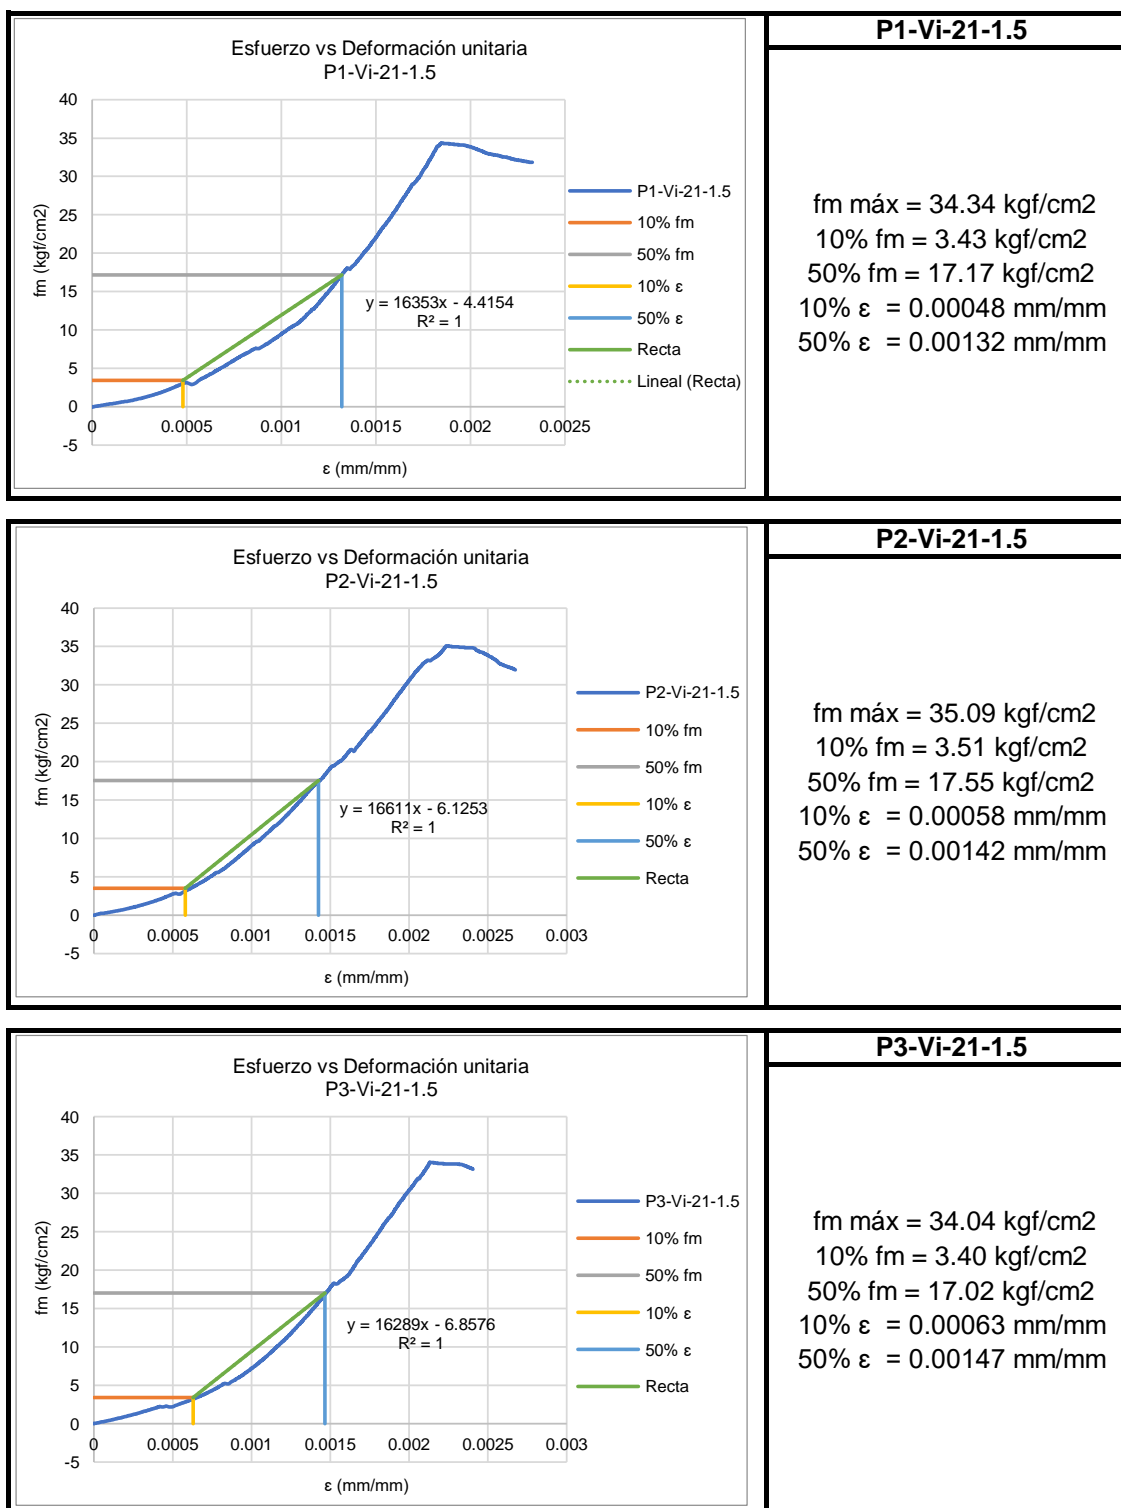 P1-Vi-21-1.5
Esfuerzo vs Deformación unitaria
P1-Vi-21-1.5
40
35
30
25
20
15
10
5
0
-5
fm (kgf/cm2)
0 0.0005 0.001 0.0015 0.002 0.0025
ε (mm/mm)
y = 16353x - 4.4154
R² = 1
P1-Vi-21-1.5
10% fm
50% fm
10% ε
50% ε
Recta
Lineal (Recta)
fm máx = 34.34 kgf/cm2
10% fm = 3.43 kgf/cm2
50% fm = 17.17 kgf/cm2
10% ε = 0.00048 mm/mm
50% ε = 0.00132 mm/mm
P2-Vi-21-1.5
Esfuerzo vs Deformación unitaria
P2-Vi-21-1.5
40
35
30
25
20
15
10
5
0
-5
fm (kgf/cm2)
0 0.0005 0.001 0.0015 0.002 0.0025 0.003
ε (mm/mm)
y = 16611x - 6.1253
R² = 1
P2-Vi-21-1.5
10% fm
50% fm
10% ε
50% ε
Recta
fm máx = 35.09 kgf/cm2
10% fm = 3.51 kgf/cm2
50% fm = 17.55 kgf/cm2
10% ε = 0.00058 mm/mm
50% ε = 0.00142 mm/mm
P3-Vi-21-1.5
Esfuerzo vs Deformación unitaria
P3-Vi-21-1.5
40
35
30
25
20
15
10
5
0
-5
fm (kgf/cm2)
0 0.0005 0.001 0.0015 0.002 0.0025 0.003
ε (mm/mm)
y = 16289x - 6.8576
R² = 1
P3-Vi-21-1.5
10% fm
50% fm
10% ε
50% ε
Recta
fm máx = 34.04 kgf/cm2
10% fm = 3.40 kgf/cm2
50% fm = 17.02 kgf/cm2
10% ε = 0.00063 mm/mm
50% ε = 0.00147 mm/mm